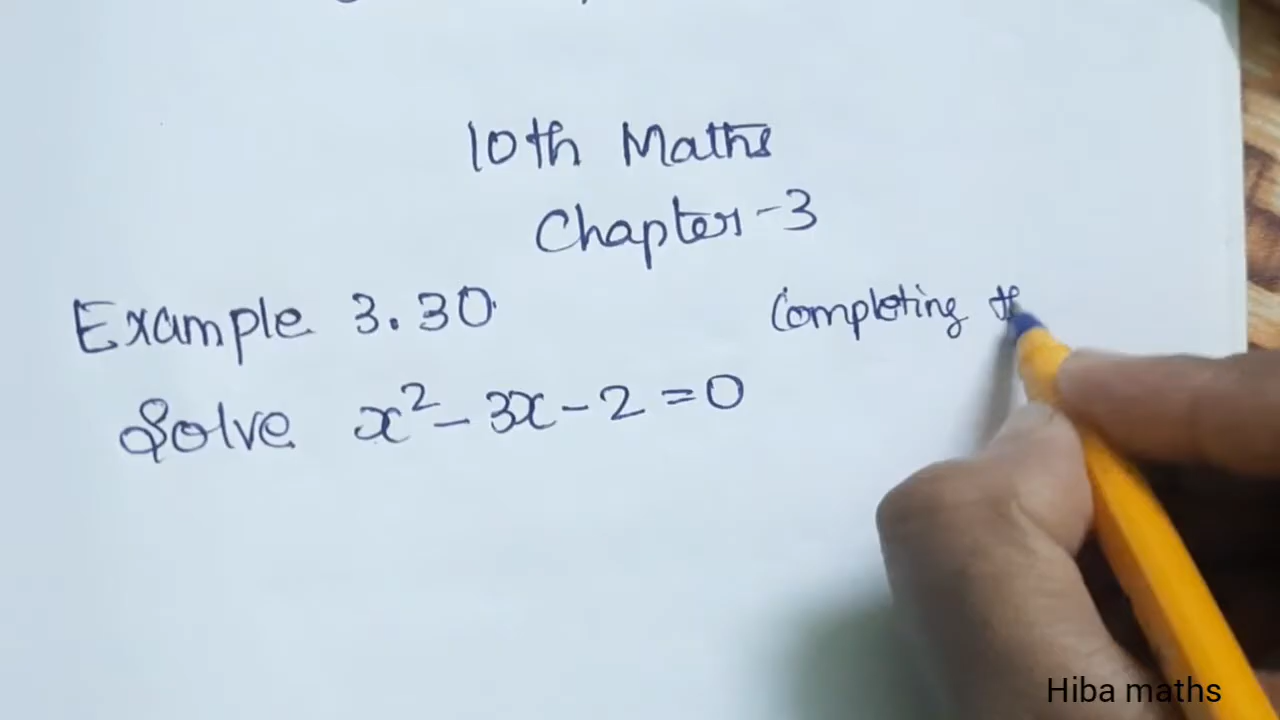 10th Maths
Chapter-3
Example 3.30
Completing
Solve x² - 3x - 2 = 0
Hiba maths